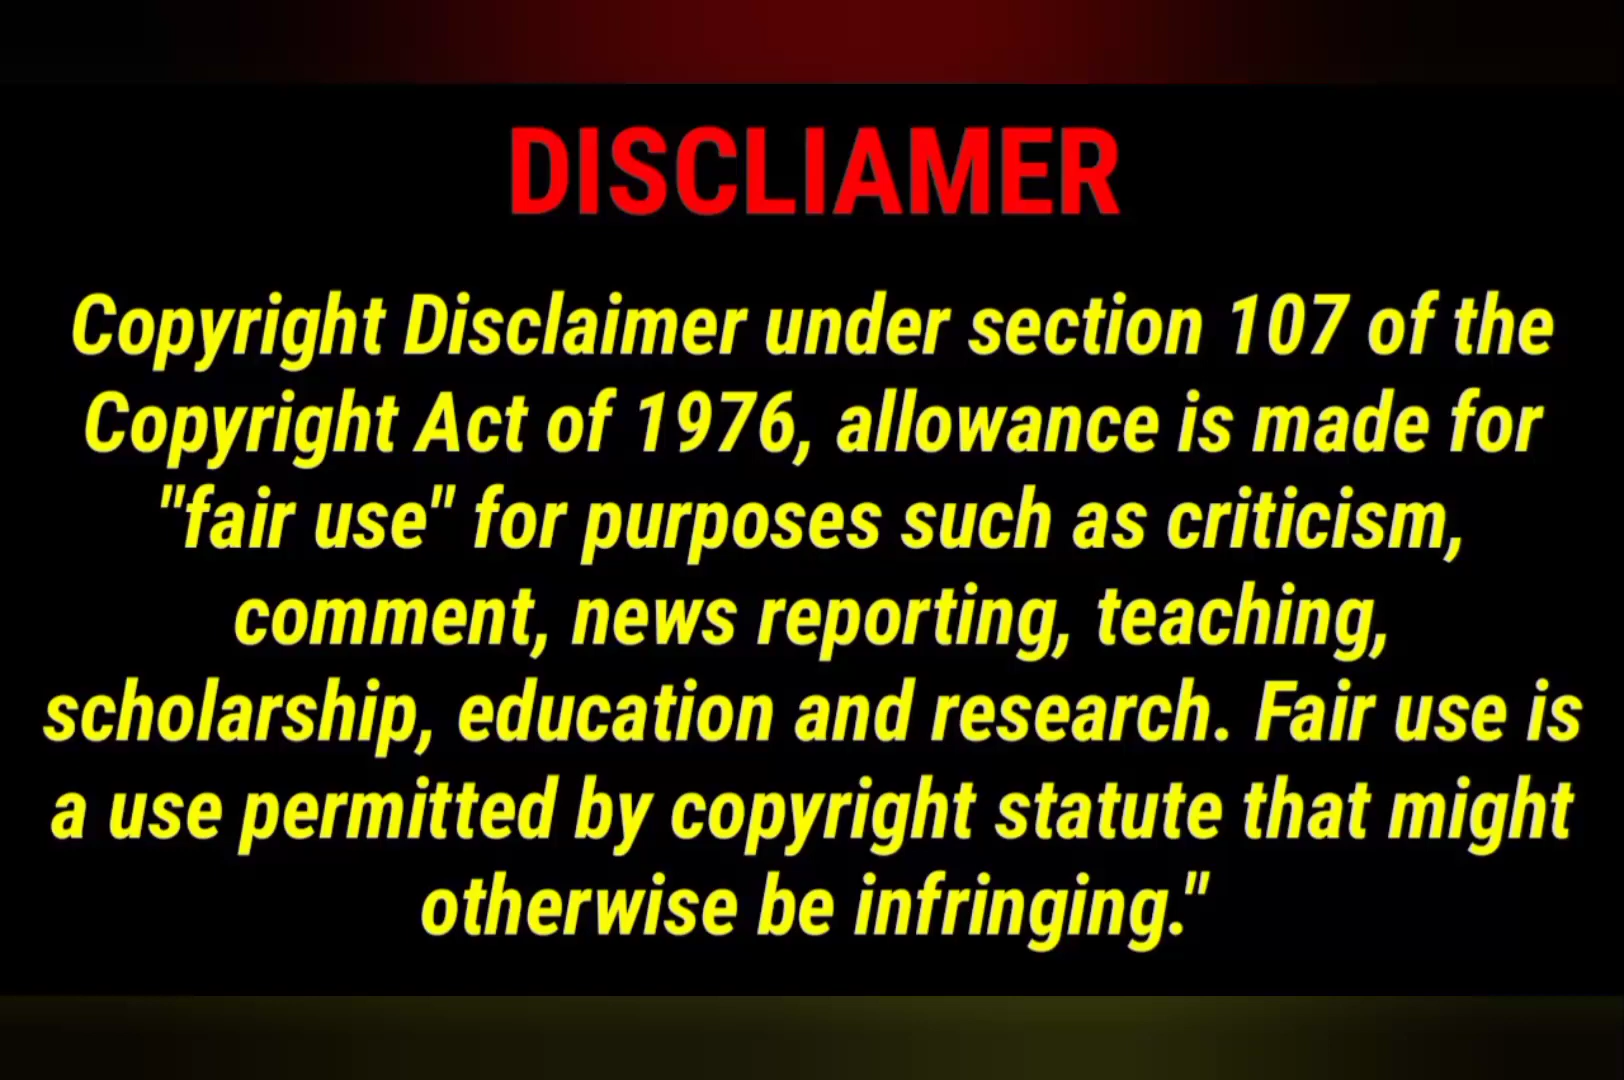 DISCLIAMER
Copyright Disclaimer under section 107 of the
Copyright Act of 1976, allowance is made for
"fair use" for purposes such as criticism,
comment, news reporting, teaching,
scholarship, education and research. Fair use is
a use permitted by copyright statute that might
otherwise be infringing."